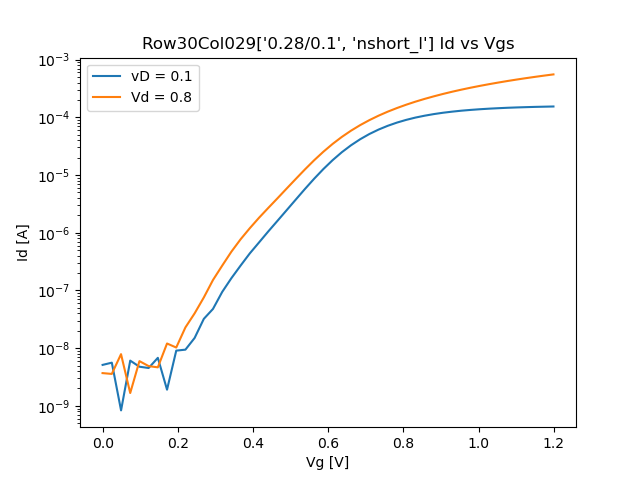 Row30Col029['0.28/0.1', 'nshort_l'] Id vs Vgs
vD = 0.1
Vd = 0.8
Id [A]
10⁻³
10⁻⁴
10⁻⁵
10⁻⁶
10⁻⁷
10⁻⁸
10⁻⁹
0.0 0.2 0.4 0.6 0.8 1.0 1.2
Vg [V]